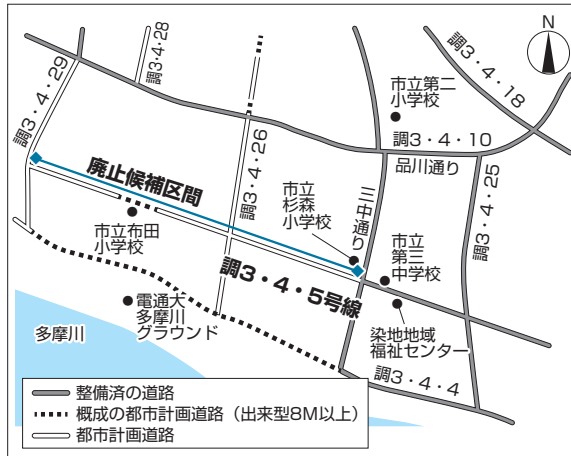 N
調3・4・28
調3・4・29
調3・4・18
市立第二
小学校
調3・4・10
品川通り
調3・4・26
調3・4・25
廃止候補区間
市立
杉森
小学校
三中通り
市立布田
小学校
市立
第三
中学校
調3・4・5号線
電通大
多摩川
グラウンド
染地地域
福祉センター
多摩川
調3・4・4
整備済の道路
概成の都市計画道路（出来型8M以上）
都市計画道路